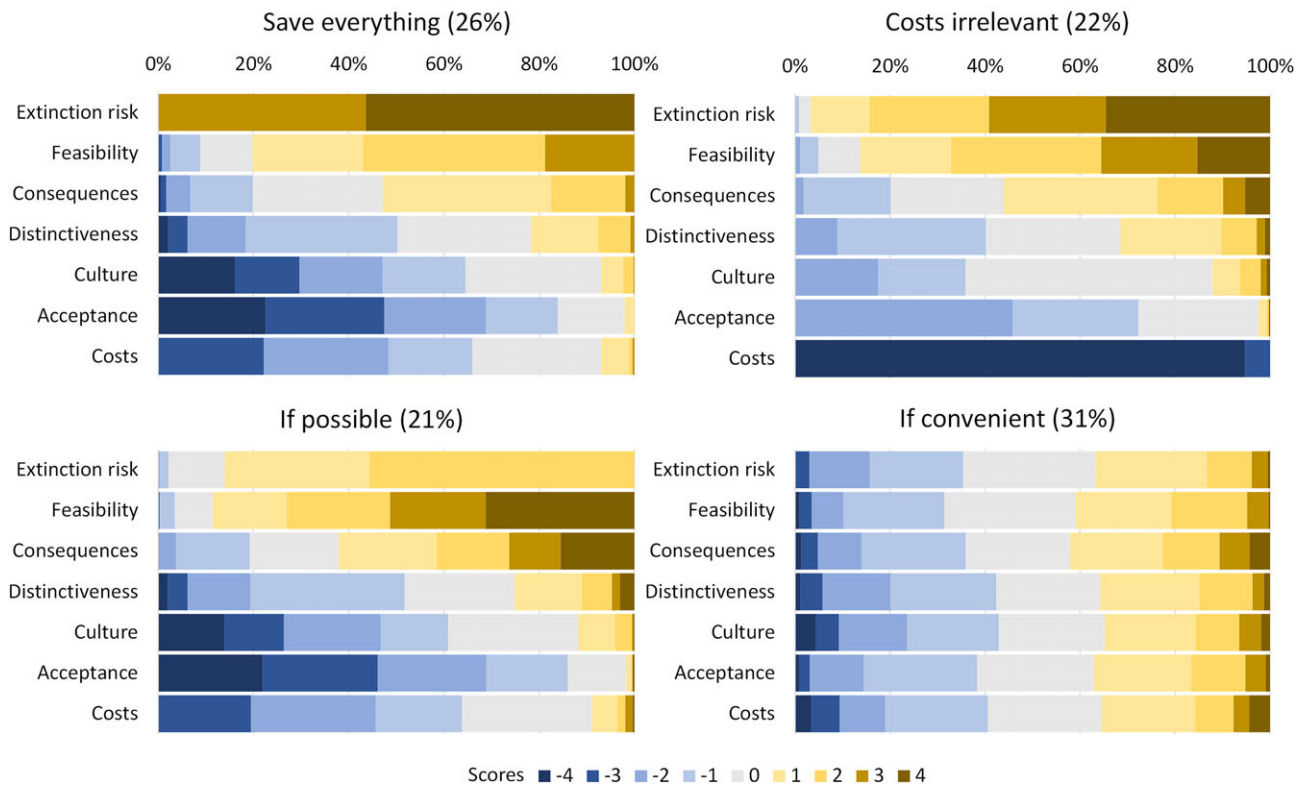 Save everything (26%)
0% 20% 40% 60% 80% 100%
Extinction risk
Feasibility
Consequences
Distinctiveness
Culture
Acceptance
Costs
Costs irrelevant (22%)
0% 20% 40% 60% 80% 100%
Extinction risk
Feasibility
Consequences
Distinctiveness
Culture
Acceptance
Costs
If possible (21%)
Extinction risk
Feasibility
Consequences
Distinctiveness
Culture
Acceptance
Costs
If convenient (31%)
Extinction risk
Feasibility
Consequences
Distinctiveness
Culture
Acceptance
Costs
Scores -4 -3 -2 -1 0 1 2 3 4